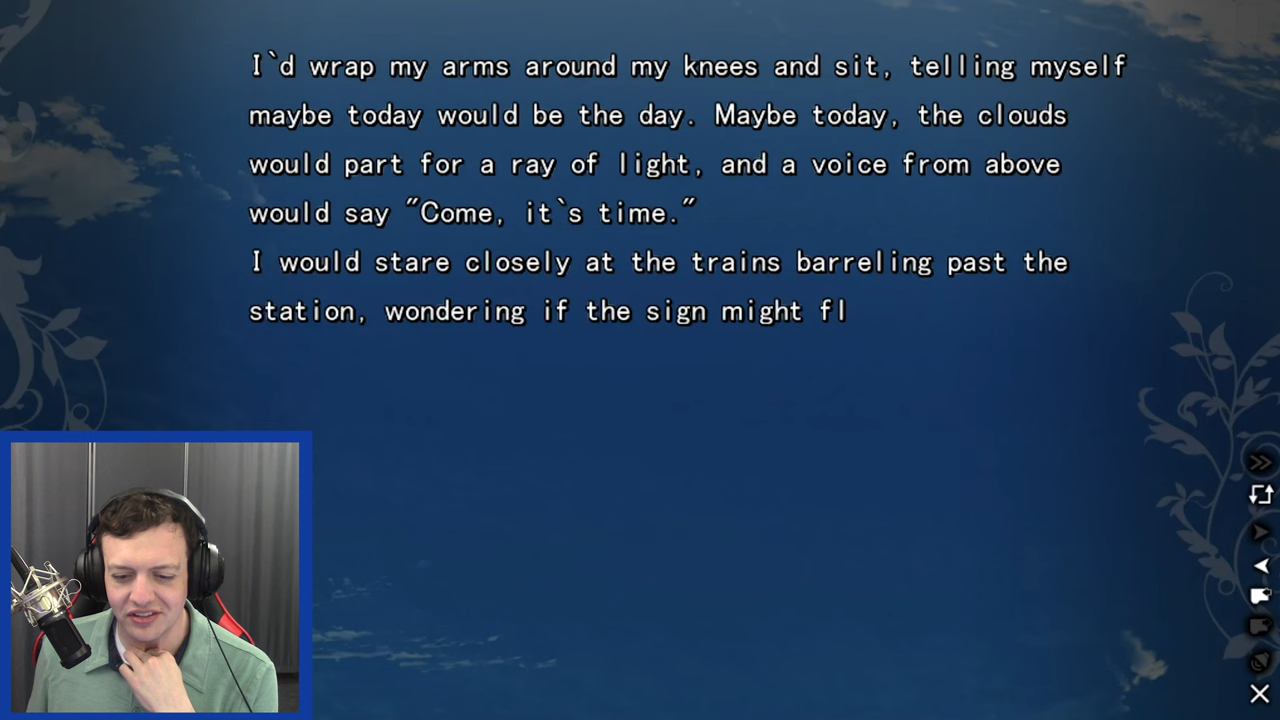 I`d wrap my arms around my knees and sit, telling myself
maybe today would be the day. Maybe today, the clouds
would part for a ray of light, and a voice from above
would say "Come, it`s time."
I would stare closely at the trains barreling past the
station, wondering if the sign might fl